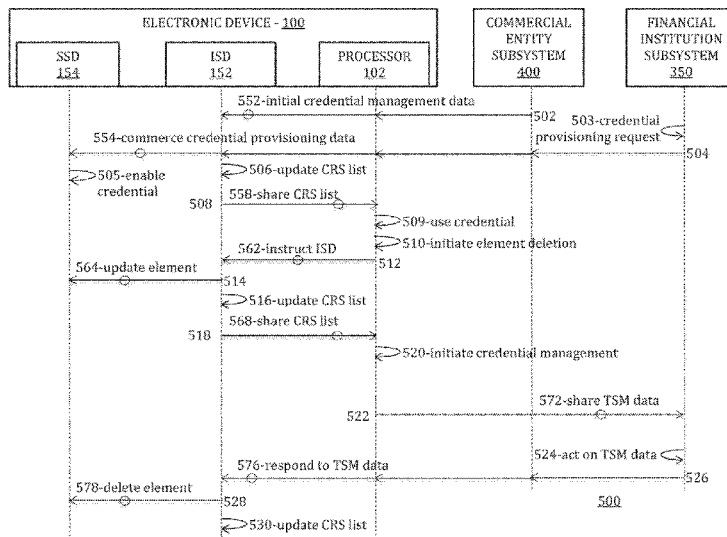 ELECTRONIC DEVICE - 100
COMMERCIAL
ENTITY
SUBSYSTEM
400
FINANCIAL
INSTITUTION
SUBSYSTEM
350
SSD
154
ISD
152
PROCESSOR
102
552-initial credential management data
502
503-credential
provisioning request
554-commerce credential provisioning data
504
505-enable
credential
506-update CRS list
508
558-share CRS list
509-use credential
510-initiate element deletion
562-instruct ISD
512
564-update element
514
516-update CRS list
518
568-share CRS list
520-initiate credential management
572-share TSM data
522
524-act on TSM data
576-respond to TSM data
526
578-delete element
528
500
530-update CRS list